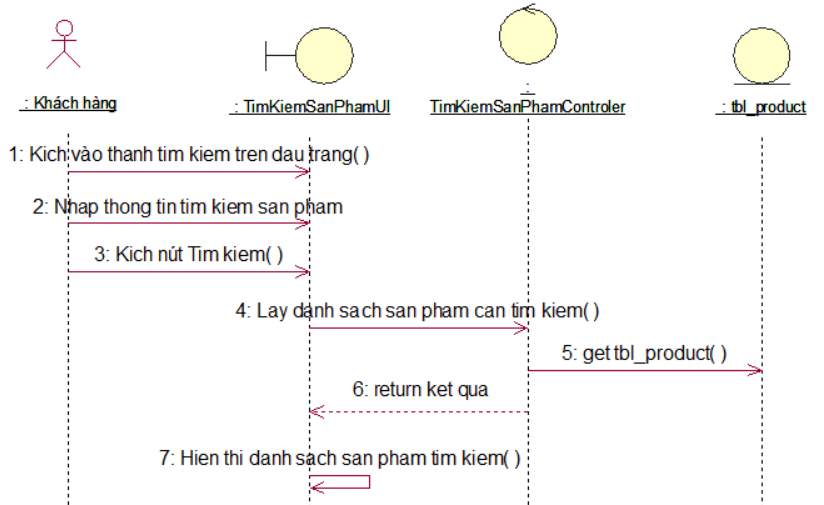 : Khách hàng
: TimKiemSanPhamUI
:
TimKiemSanPhamControler
: tbl_product
1: Kich vào thanh tim kiem tren dau trang( )
2: Nhap thong tin tim kiem san pham
3: Kich nút Tim kiem( )
4: Lay danh sach san pham can tim kiem( )
5: get tbl_product( )
6: return ket qua
7: Hien thi danh sach san pham tim kiem( )